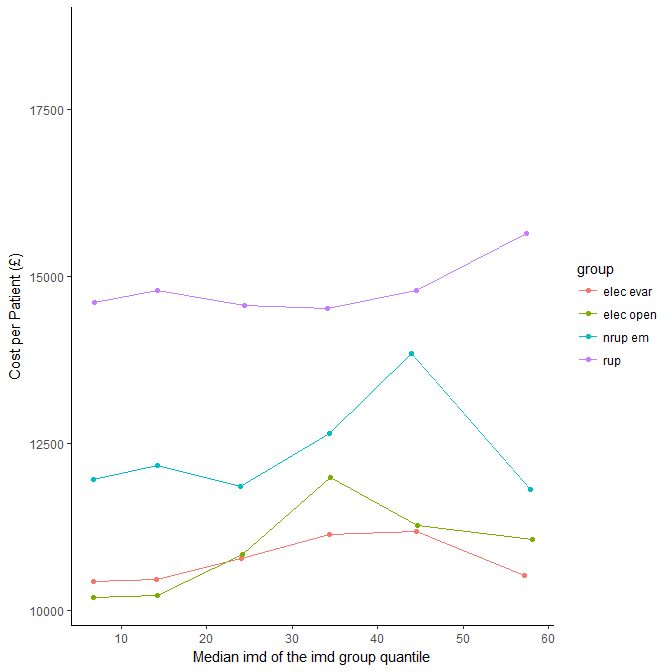 Cost per Patient (£)
17500
15000
12500
10000
10 20 30 40 50 60
Median imd of the imd group quantile
group
elec evar
elec open
nrup em
rup